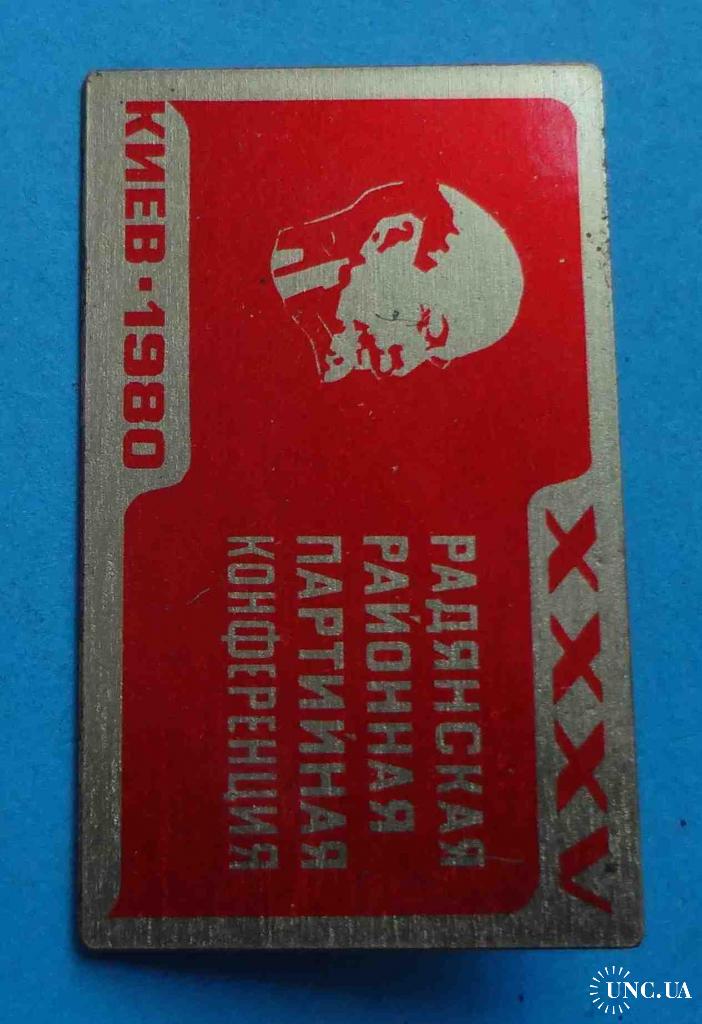 XXXV
РАДЯНСКАЯ
РАЙОННАЯ
ПАРТИЙНАЯ
КОНФЕРЕНЦИЯ
КИЕВ·1980
UNC.UA